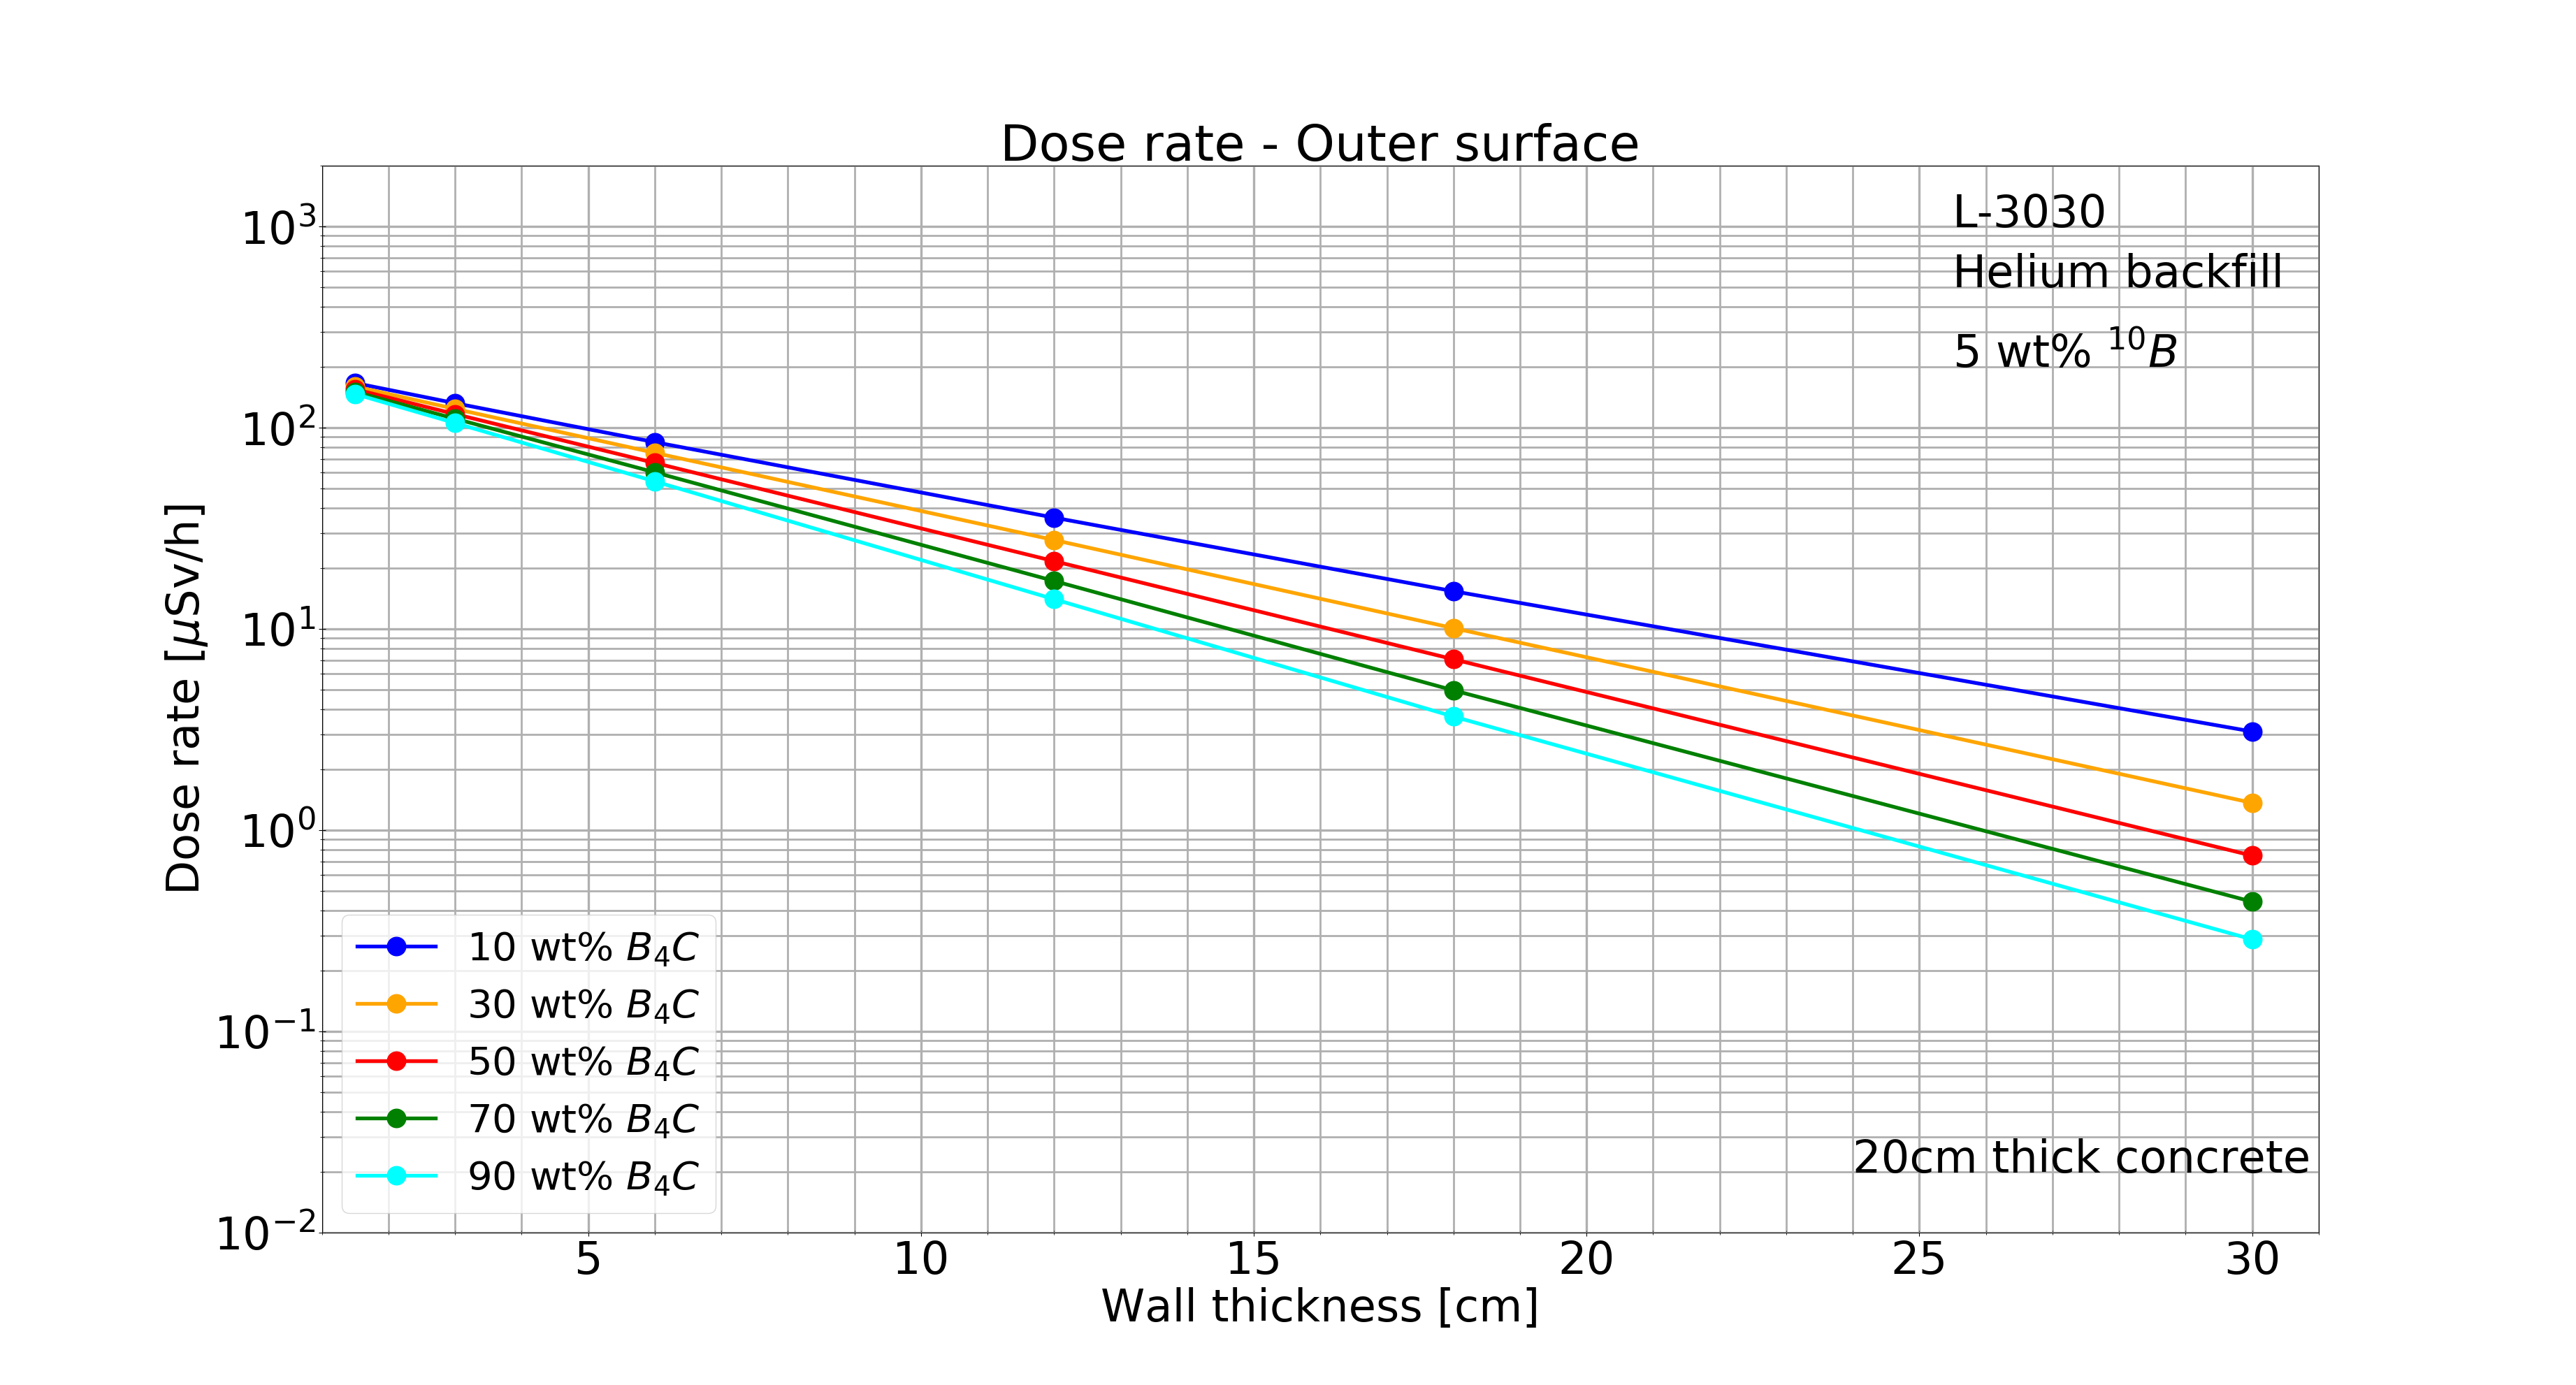 Dose rate - Outer surface
L-3030
Helium backfill
5 wt% ¹⁰B
Dose rate [μSv/h]
10³
10²
10¹
10⁰
10⁻¹
10⁻²
10 wt% B₄C
30 wt% B₄C
50 wt% B₄C
70 wt% B₄C
90 wt% B₄C
20cm thick concrete
5 10 15 20 25 30
Wall thickness [cm]